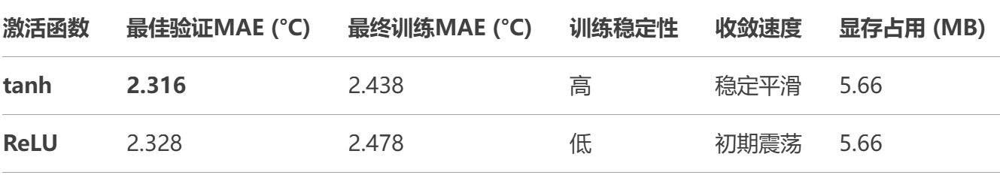 激活函数 最佳验证MAE (°C) 最终训练MAE (°C) 训练稳定性 收敛速度 显存占用 (MB)
tanh 2.316 2.438 高 稳定平滑 5.66
ReLU 2.328 2.478 低 初期震荡 5.66